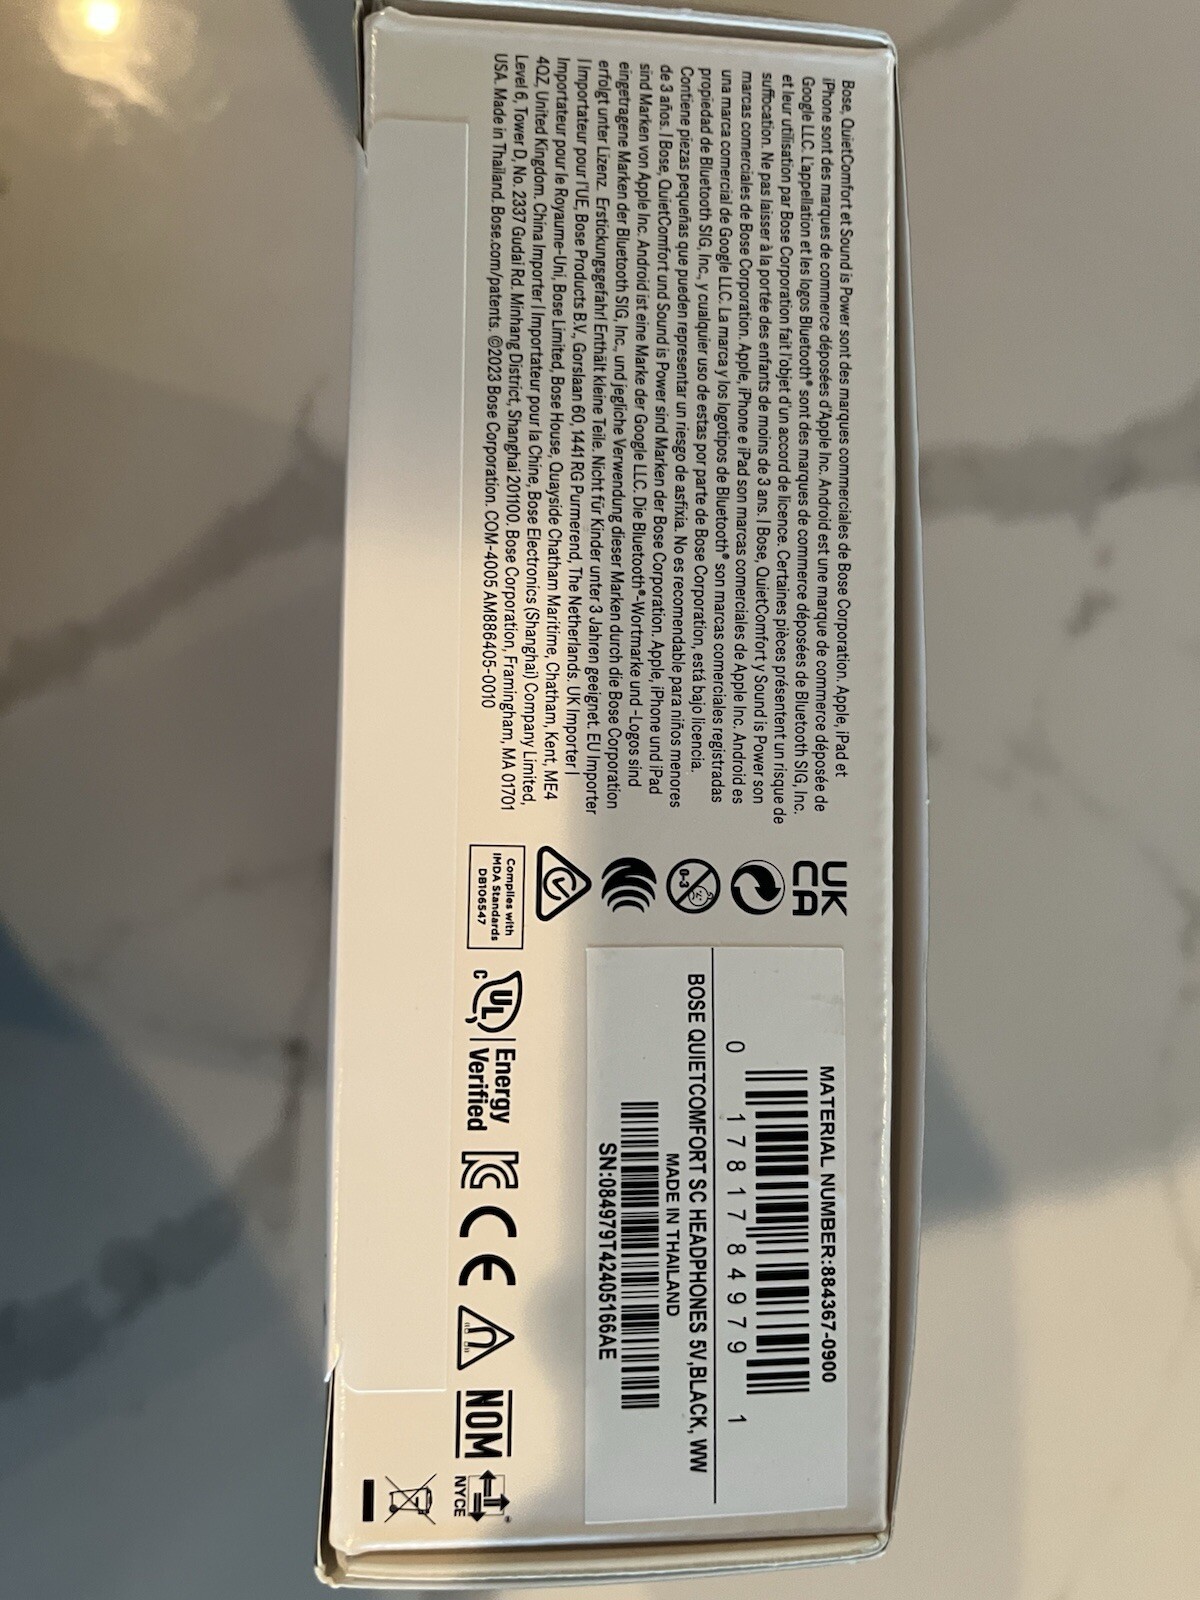 Bose, QuietComfort et Sound is Power sont des marques commerciales de Bose Corporation. Apple, iPad et
iPhone sont des marques de commerce déposées d'Apple Inc. Android est une marque de commerce déposée de
Google LLC. L'appellation et les logos Bluetooth® sont des marques de commerce déposées de Bluetooth SIG, Inc.
et leur utilisation par Bose Corporation fait l'objet d'un accord de licence. Certaines pièces présentent un risque de
suffocation. Ne pas laisser à la portée des enfants de moins de 3 ans. | Bose, QuietComfort y Sound is Power son
marcas comerciales de Bose Corporation. Apple, iPhone e iPad son marcas comerciales de Apple Inc. Android es
una marca comercial de Google LLC. La marca y los logotipos de Bluetooth® son marcas comerciales registradas
propiedad de Bluetooth SIG, Inc., y cualquier uso de estas por parte de Bose Corporation, está bajo licencia.
Contiene piezas pequeñas que pueden representar un riesgo de asfixia. No es recomendable para niños menores
de 3 años. | Bose, QuietComfort und Sound is Power sind Marken der Bose Corporation. Apple, iPhone und iPad
sind Marken von Apple Inc. Android ist eine Marke der Google LLC. Die Bluetooth®-Wortmarke und -Logos sind
eingetragene Marken der Bluetooth SIG, Inc., und jegliche Verwendung dieser Marken durch die Bose Corporation
erfolgt unter Lizenz. Erstickungsgefahr! Enthält kleine Teile. Nicht für Kinder unter 3 Jahren geeignet. EU Importer
| Importateur pour l'UE, Bose Products B.V., Gorslaan 60, 1441 RG Purmerend, The Netherlands. UK Importer |
Importateur pour le Royaume-Uni, Bose Limited, Bose House, Quayside Chatham Maritime, Chatham, Kent, ME4
4QZ, United Kingdom. China Importer | Importateur pour la Chine, Bose Electronics (Shanghai) Company Limited,
Level 6, Tower D, No. 2337 Gudai Rd. Minhang District, Shanghai 201100. Bose Corporation, Framingham, MA 01701
USA. Made in Thailand. Bose.com/patents. ©2023 Bose Corporation. COM-4005 AM886405-0010
UK
CA
0-3
Complies with
IMDA Standards
DB106547
MATERIAL NUMBER:884367-0900
0 17817 84979 1
BOSE QUIETCOMFORT SC HEADPHONES 5V,BLACK, WW
MADE IN THAILAND
SN:084979T42405166AE
C UL Energy
Verified
CE
NOM
NYCE